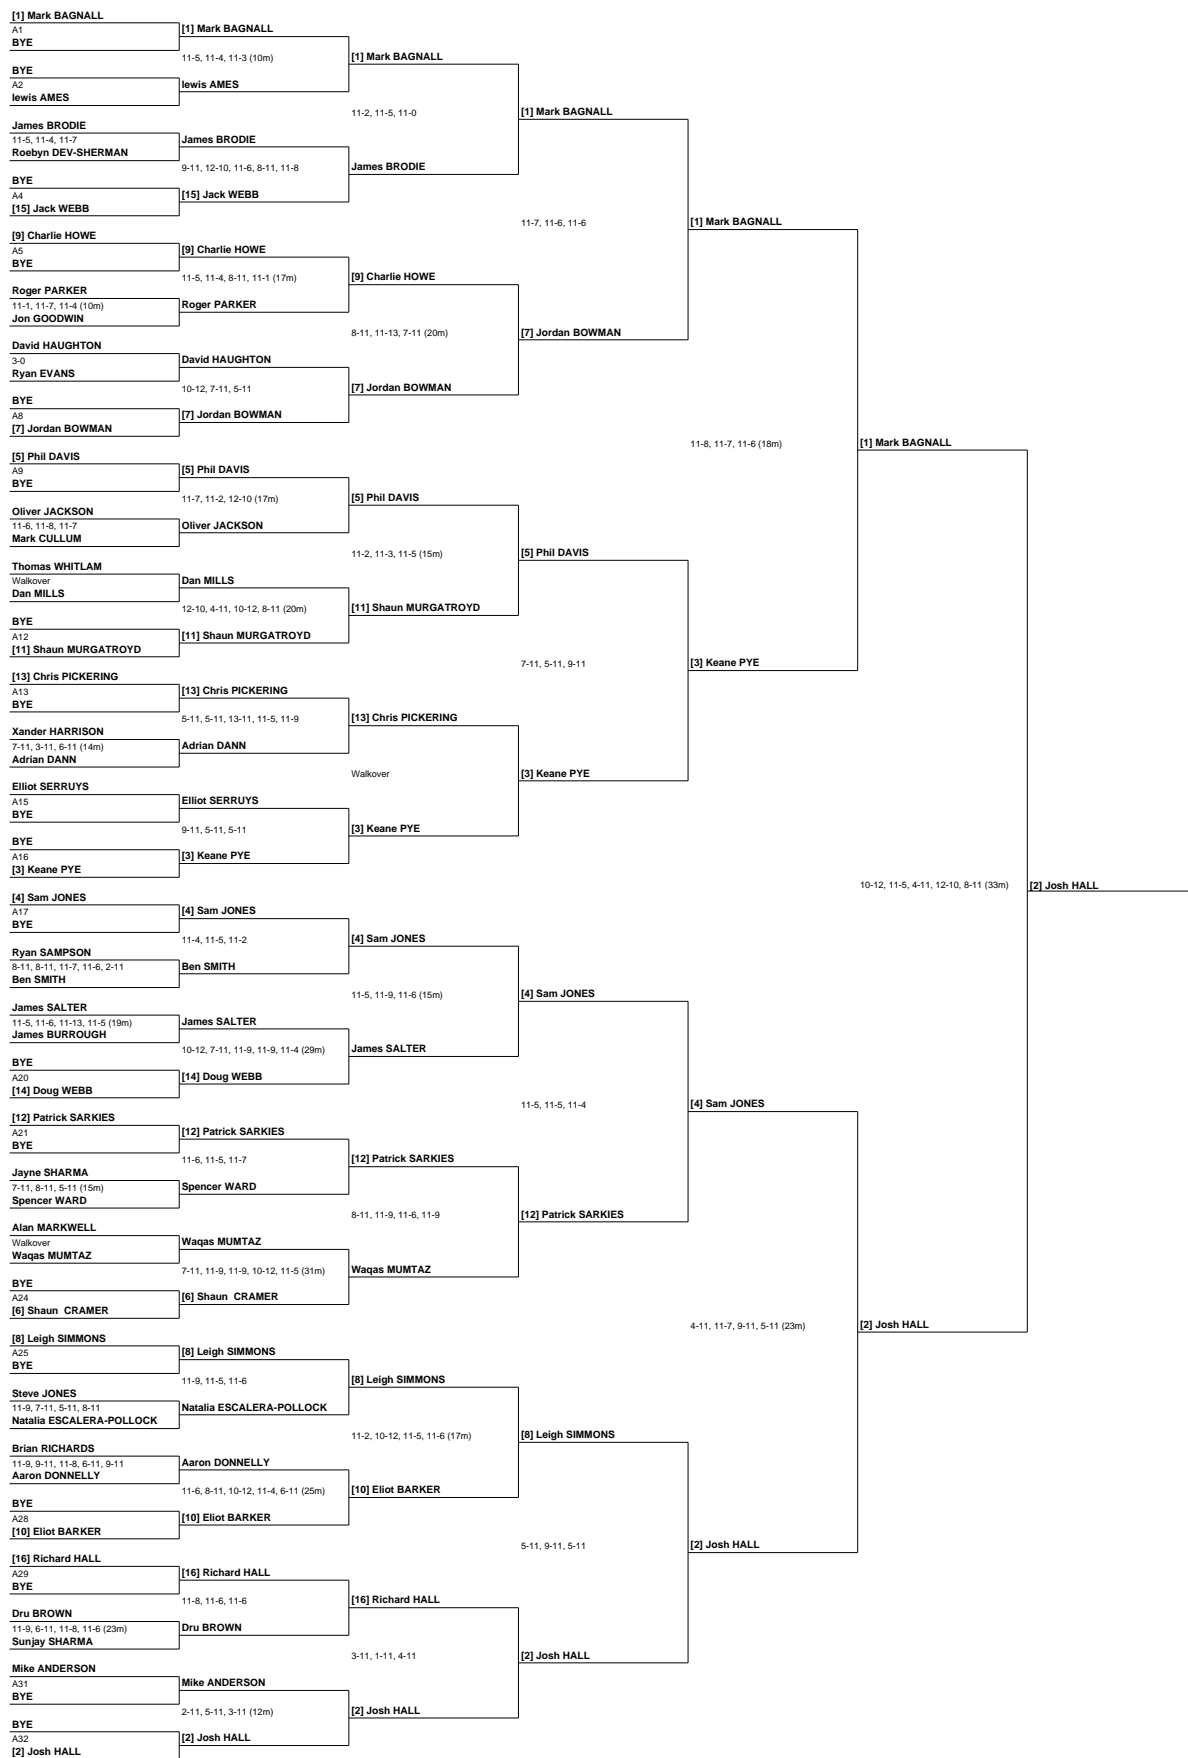 [1] Mark BAGNALL
A1
BYE
BYE
A2
lewis AMES
James BRODIE
11-5, 11-4, 11-7
Roebyn DEV-SHERMAN
BYE
A4
[15] Jack WEBB
[9] Charlie HOWE
A5
BYE
Roger PARKER
11-1, 11-7, 11-4 (10m)
Jon GOODWIN
David HAUGHTON
3-0
Ryan EVANS
BYE
A8
[7] Jordan BOWMAN
[5] Phil DAVIS
A9
BYE
Oliver JACKSON
11-6, 11-8, 11-7
Mark CULLUM
Thomas WHITLAM
Walkover
Dan MILLS
BYE
A12
[11] Shaun MURGATROYD
[13] Chris PICKERING
A13
BYE
Xander HARRISON
7-11, 3-11, 6-11 (14m)
Adrian DANN
Elliot SERRUYS
A15
BYE
BYE
A16
[3] Keane PYE
[4] Sam JONES
A17
BYE
Ryan SAMPSON
8-11, 8-11, 11-7, 11-6, 2-11
Ben SMITH
James SALTER
11-5, 11-6, 11-13, 11-5 (19m)
James BURROUGH
BYE
A20
[14] Doug WEBB
[12] Patrick SARKIES
A21
BYE
Jayne SHARMA
7-11, 8-11, 5-11 (15m)
Spencer WARD
Alan MARKWELL
Walkover
Waqas MUMTAZ
BYE
A24
[6] Shaun  CRAMER
[8] Leigh SIMMONS
A25
BYE
Steve JONES
11-9, 7-11, 5-11, 8-11
Natalia ESCALERA-POLLOCK
Brian RICHARDS
11-9, 9-11, 11-8, 6-11, 9-11
Aaron DONNELLY
BYE
A28
[10] Eliot BARKER
[16] Richard HALL
A29
BYE
Dru BROWN
11-9, 6-11, 11-8, 11-6 (23m)
Sunjay SHARMA
Mike ANDERSON
A31
BYE
BYE
A32
[2] Josh HALL
[1] Mark BAGNALL
11-5, 11-4, 11-3 (10m)
lewis AMES
James BRODIE
9-11, 12-10, 11-6, 8-11, 11-8
[15] Jack WEBB
[9] Charlie HOWE
11-5, 11-4, 8-11, 11-1 (17m)
Roger PARKER
David HAUGHTON
10-12, 7-11, 5-11
[7] Jordan BOWMAN
[5] Phil DAVIS
11-7, 11-2, 12-10 (17m)
Oliver JACKSON
Dan MILLS
12-10, 4-11, 10-12, 8-11 (20m)
[11] Shaun MURGATROYD
[13] Chris PICKERING
5-11, 5-11, 13-11, 11-5, 11-9
Adrian DANN
Elliot SERRUYS
9-11, 5-11, 5-11
[3] Keane PYE
[4] Sam JONES
11-4, 11-5, 11-2
Ben SMITH
James SALTER
10-12, 7-11, 11-9, 11-9, 11-4 (29m)
[14] Doug WEBB
[12] Patrick SARKIES
11-6, 11-5, 11-7
Spencer WARD
Waqas MUMTAZ
7-11, 11-9, 11-9, 10-12, 11-5 (31m)
[6] Shaun  CRAMER
[8] Leigh SIMMONS
11-9, 11-5, 11-6
Natalia ESCALERA-POLLOCK
Aaron DONNELLY
11-6, 8-11, 10-12, 11-4, 6-11 (25m)
[10] Eliot BARKER
[16] Richard HALL
11-8, 11-6, 11-6
Dru BROWN
Mike ANDERSON
2-11, 5-11, 3-11 (12m)
[2] Josh HALL
[1] Mark BAGNALL
11-2, 11-5, 11-0
James BRODIE
[9] Charlie HOWE
8-11, 11-13, 7-11 (20m)
[7] Jordan BOWMAN
[5] Phil DAVIS
11-2, 11-3, 11-5 (15m)
[11] Shaun MURGATROYD
[13] Chris PICKERING
Walkover
[3] Keane PYE
[4] Sam JONES
11-5, 11-9, 11-6 (15m)
James SALTER
[12] Patrick SARKIES
8-11, 11-9, 11-6, 11-9
Waqas MUMTAZ
[8] Leigh SIMMONS
11-2, 10-12, 11-5, 11-6 (17m)
[10] Eliot BARKER
[16] Richard HALL
3-11, 1-11, 4-11
[2] Josh HALL
[1] Mark BAGNALL
11-7, 11-6, 11-6
[7] Jordan BOWMAN
[5] Phil DAVIS
7-11, 5-11, 9-11
[3] Keane PYE
[4] Sam JONES
11-5, 11-5, 11-4
[12] Patrick SARKIES
[8] Leigh SIMMONS
5-11, 9-11, 5-11
[2] Josh HALL
[1] Mark BAGNALL
11-8, 11-7, 11-6 (18m)
[3] Keane PYE
[4] Sam JONES
4-11, 11-7, 9-11, 5-11 (23m)
[2] Josh HALL
[1] Mark BAGNALL
10-12, 11-5, 4-11, 12-10, 8-11 (33m)
[2] Josh HALL
[2] Josh HALL